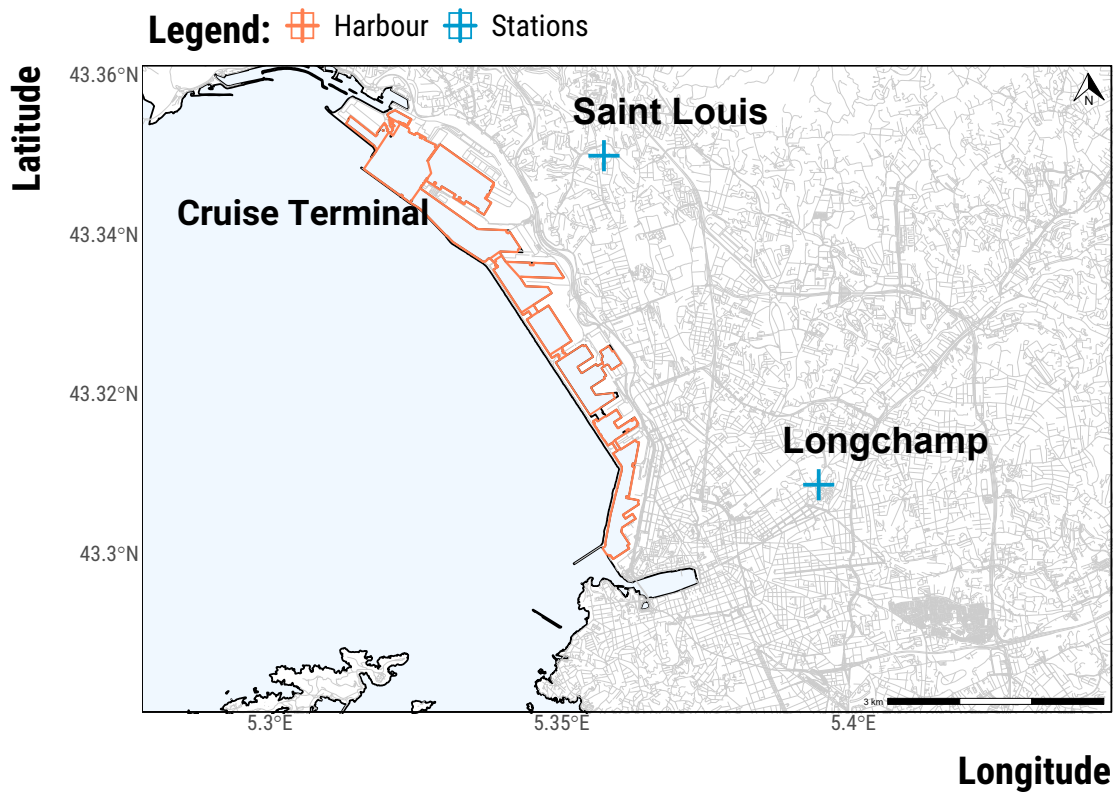 Legend: Harbour Stations
Latitude
43.36°N
43.34°N
43.32°N
43.3°N
N
Saint Louis
Cruise Terminal
Longchamp
3 km
5.3°E
5.35°E
5.4°E
Longitude